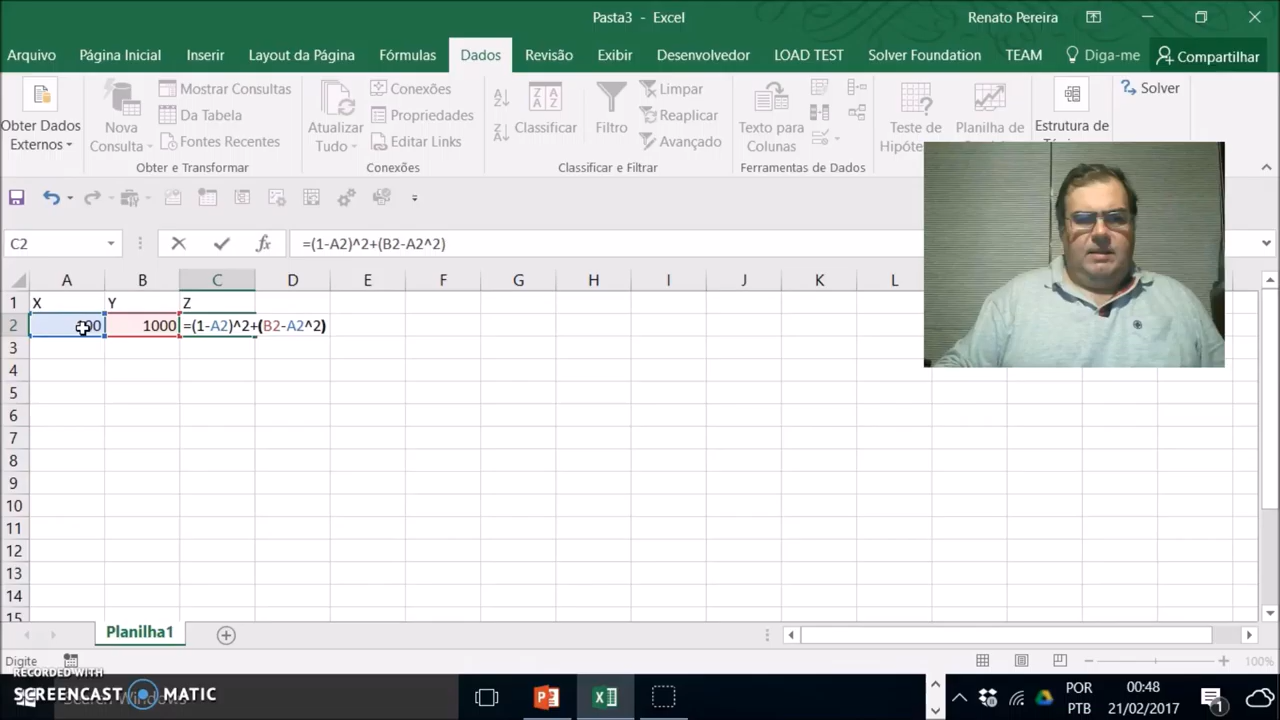 Pasta3 - Excel
Renato Pereira
Arquivo Página Inicial Inserir Layout da Página Fórmulas Dados Revisão Exibir Desenvolvedor LOAD TEST Solver Foundation TEAM Diga-me Compartilhar
Obter Dados Externos
Nova Consulta
Mostrar Consultas
Da Tabela
Fontes Recentes
Obter e Transformar
Atualizar Tudo
Conexões
Propriedades
Editar Links
Conexões
Classificar
Filtro
Limpar
Reaplicar
Avançado
Classificar e Filtrar
Texto para Colunas
Ferramentas de Dados
Teste de
Planilha de
Estrutura de
Solver
C2
fx
=(1-A2)^2+(B2-A2^2)
A B C D E F G H I J K L
1 X Y Z
2 1000 =(1-A2)^2+(B2-A2^2)
3
4
5
6
7
8
9
10
11
12
13
14
15
Planilha1
Digite
100%
RECORDED WITH
SCREENCAST MATIC
POR
PTB
00:48
21/02/2017
1